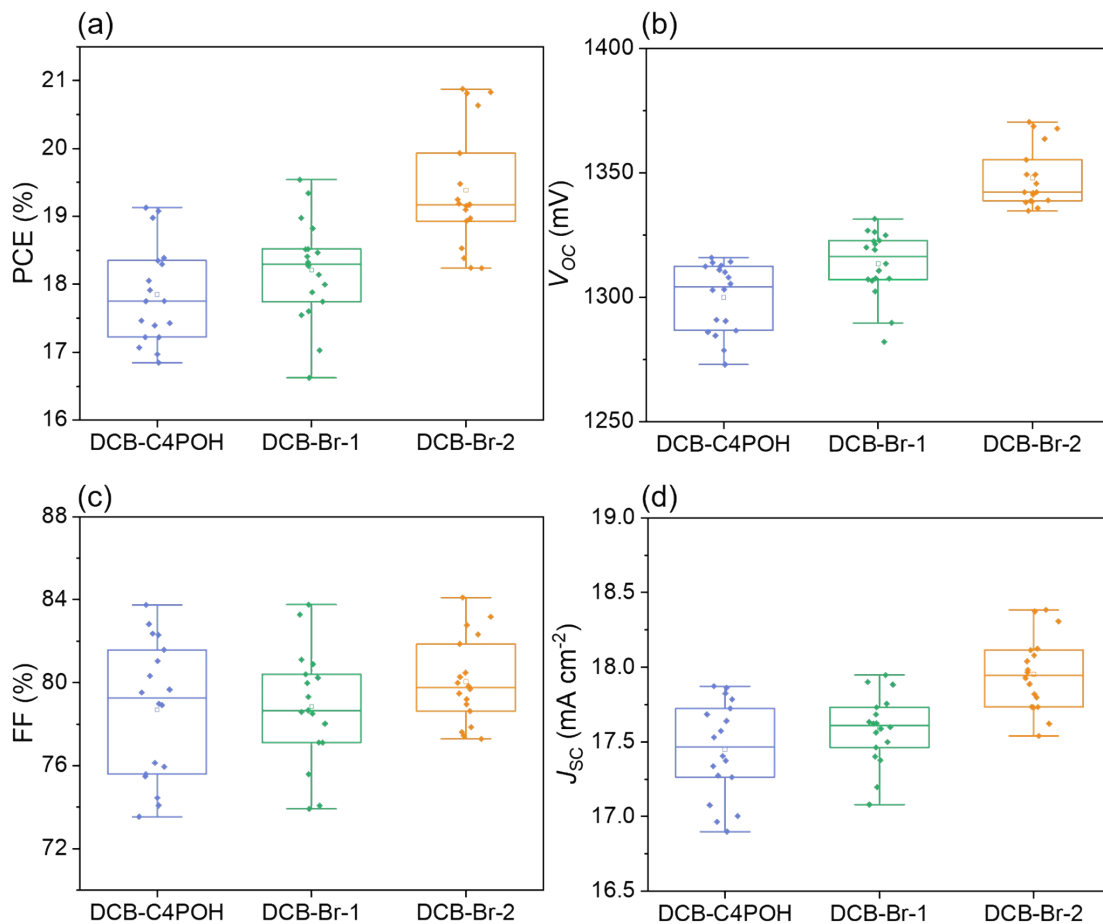 (a)
PCE (%)
21
20
19
18
17
16
DCB-C4POH
DCB-Br-1
DCB-Br-2
(b)
V_OC (mV)
1400
1350
1300
1250
DCB-C4POH
DCB-Br-1
DCB-Br-2
(c)
FF (%)
88
84
80
76
72
DCB-C4POH
DCB-Br-1
DCB-Br-2
(d)
J_SC (mA cm⁻²)
19.0
18.5
18.0
17.5
17.0
16.5
DCB-C4POH
DCB-Br-1
DCB-Br-2